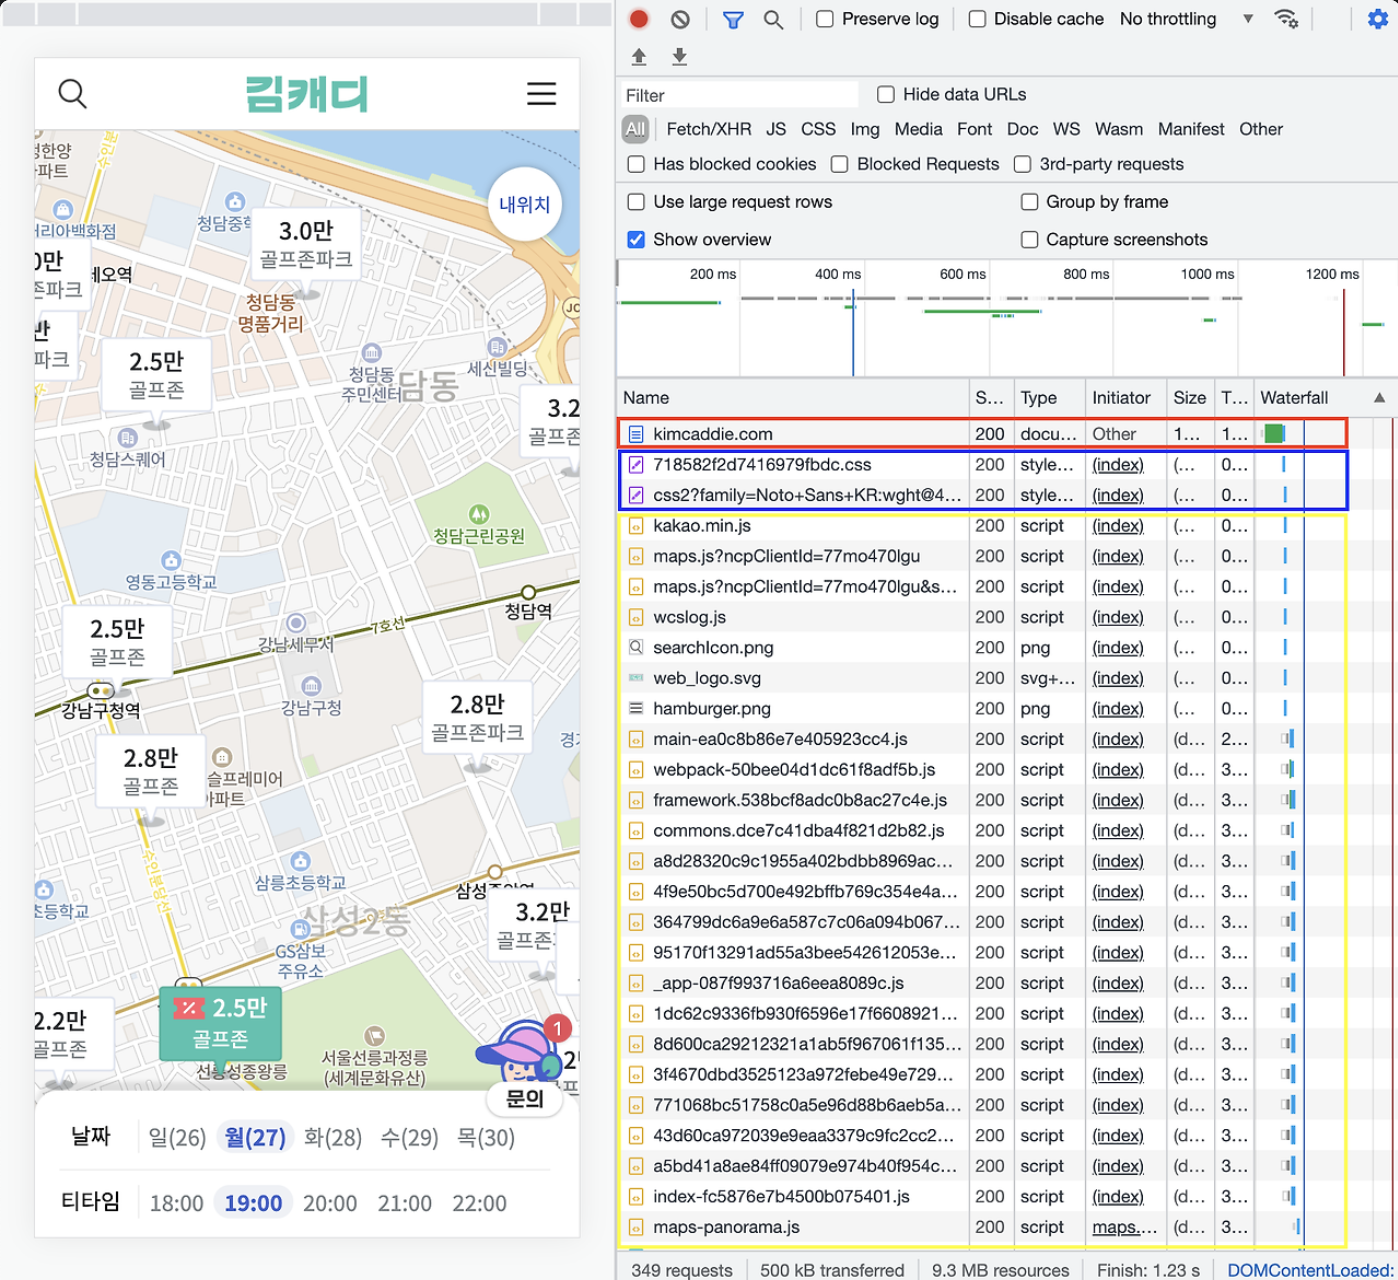 김캐디
내위치
청담중학
3.0만
골프존파크
청담동
명품거리
2.5만
골프존
청담동
주민센터
담동
세신빌딩
3.2
골프존
청담스퀘어
청담근린공원
영동고등학교
청담역
7호선
강남세무서
2.5만
골프존
강남구청역
강남구청
2.8만
골프존파크
2.8만
골프존
슬프레미어
아파트
수인분당선
삼릉초등학교
초등학교
삼성2동
3.2만
GS삼보
주유소
2.5만
골프존
2.2만
골프존
서울선릉과정릉
(세계문화유산)
1
문의
날짜 일(26) 월(27) 화(28) 수(29) 목(30)
티타임 18:00 19:00 20:00 21:00 22:00
Preserve log Disable cache No throttling
Filter Hide data URLs
All Fetch/XHR JS CSS Img Media Font Doc WS Wasm Manifest Other
Has blocked cookies Blocked Requests 3rd-party requests
Use large request rows Group by frame
Show overview Capture screenshots
200 ms 400 ms 600 ms 800 ms 1000 ms 1200 ms
Name S... Type Initiator Size T... Waterfall
kimcaddie.com 200 docu... Other 1... 1...
718582f2d7416979fbdc.css 200 style... (index) (... 0...
css2?family=Noto+Sans+KR:wght@4... 200 style... (index) (... 0...
kakao.min.js 200 script (index) (... 0...
maps.js?ncpClientId=77mo470lgu 200 script (index) (... 0...
maps.js?ncpClientId=77mo470lgu&s... 200 script (index) (... 0...
wcslog.js 200 script (index) (... 0...
searchIcon.png 200 png (index) (... 0...
web_logo.svg 200 svg+... (index) (... 0...
hamburger.png 200 png (index) (... 0...
main-ea0c8b86e7e405923cc4.js 200 script (index) (d... 2...
webpack-50bee04d1dc61f8adf5b.js 200 script (index) (d... 3...
framework.538bcf8adc0b8ac27c4e.js 200 script (index) (d... 3...
commons.dce7c41dba4f821d2b82.js 200 script (index) (d... 3...
a8d28320c9c1955a402bdbb8969ac... 200 script (index) (d... 3...
4f9e50bc5d700e492bffb769c354e4a... 200 script (index) (d... 3...
364799dc6a9e6a587c7c06a094b067... 200 script (index) (d... 3...
95170f13291ad55a3bee542612053e... 200 script (index) (d... 3...
_app-087f993716a6eea8089c.js 200 script (index) (d... 3...
1dc62c9336fb930f6596e17f6608921... 200 script (index) (d... 3...
8d600ca29212321a1ab5f967061f135... 200 script (index) (d... 3...
3f4670dbd3525123a972febe49e729... 200 script (index) (d... 3...
771068bc51758c0a5e96d88b6aeb5a... 200 script (index) (d... 3...
43d60ca972039e9eaa3379c9fc2cc2... 200 script (index) (d... 3...
a5bd41a8ae84ff09079e974b40f954c... 200 script (index) (d... 3...
index-fc5876e7b4500b075401.js 200 script (index) (d... 3...
maps-panorama.js 200 script maps.... (d... 3...
349 requests 500 kB transferred 9.3 MB resources Finish: 1.23 s DOMContentLoaded: